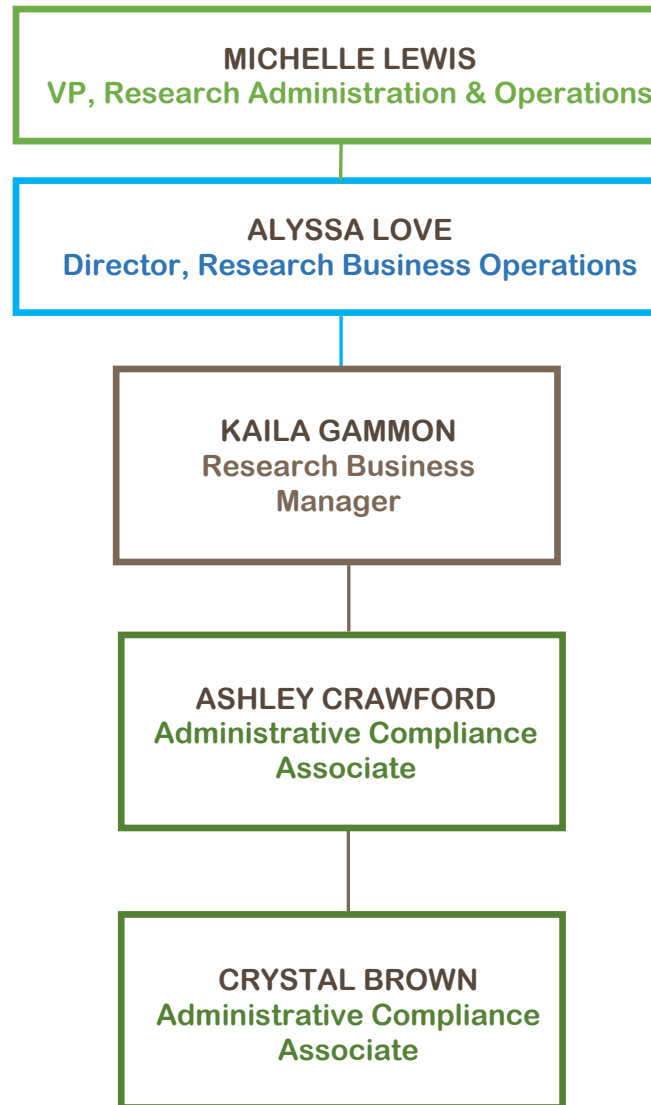 MICHELLE LEWIS
VP, Research Administration & Operations
ALYSSA LOVE
Director, Research Business Operations
KAILA GAMMON
Research Business
Manager
ASHLEY CRAWFORD
Administrative Compliance
Associate
CRYSTAL BROWN
Administrative Compliance
Associate